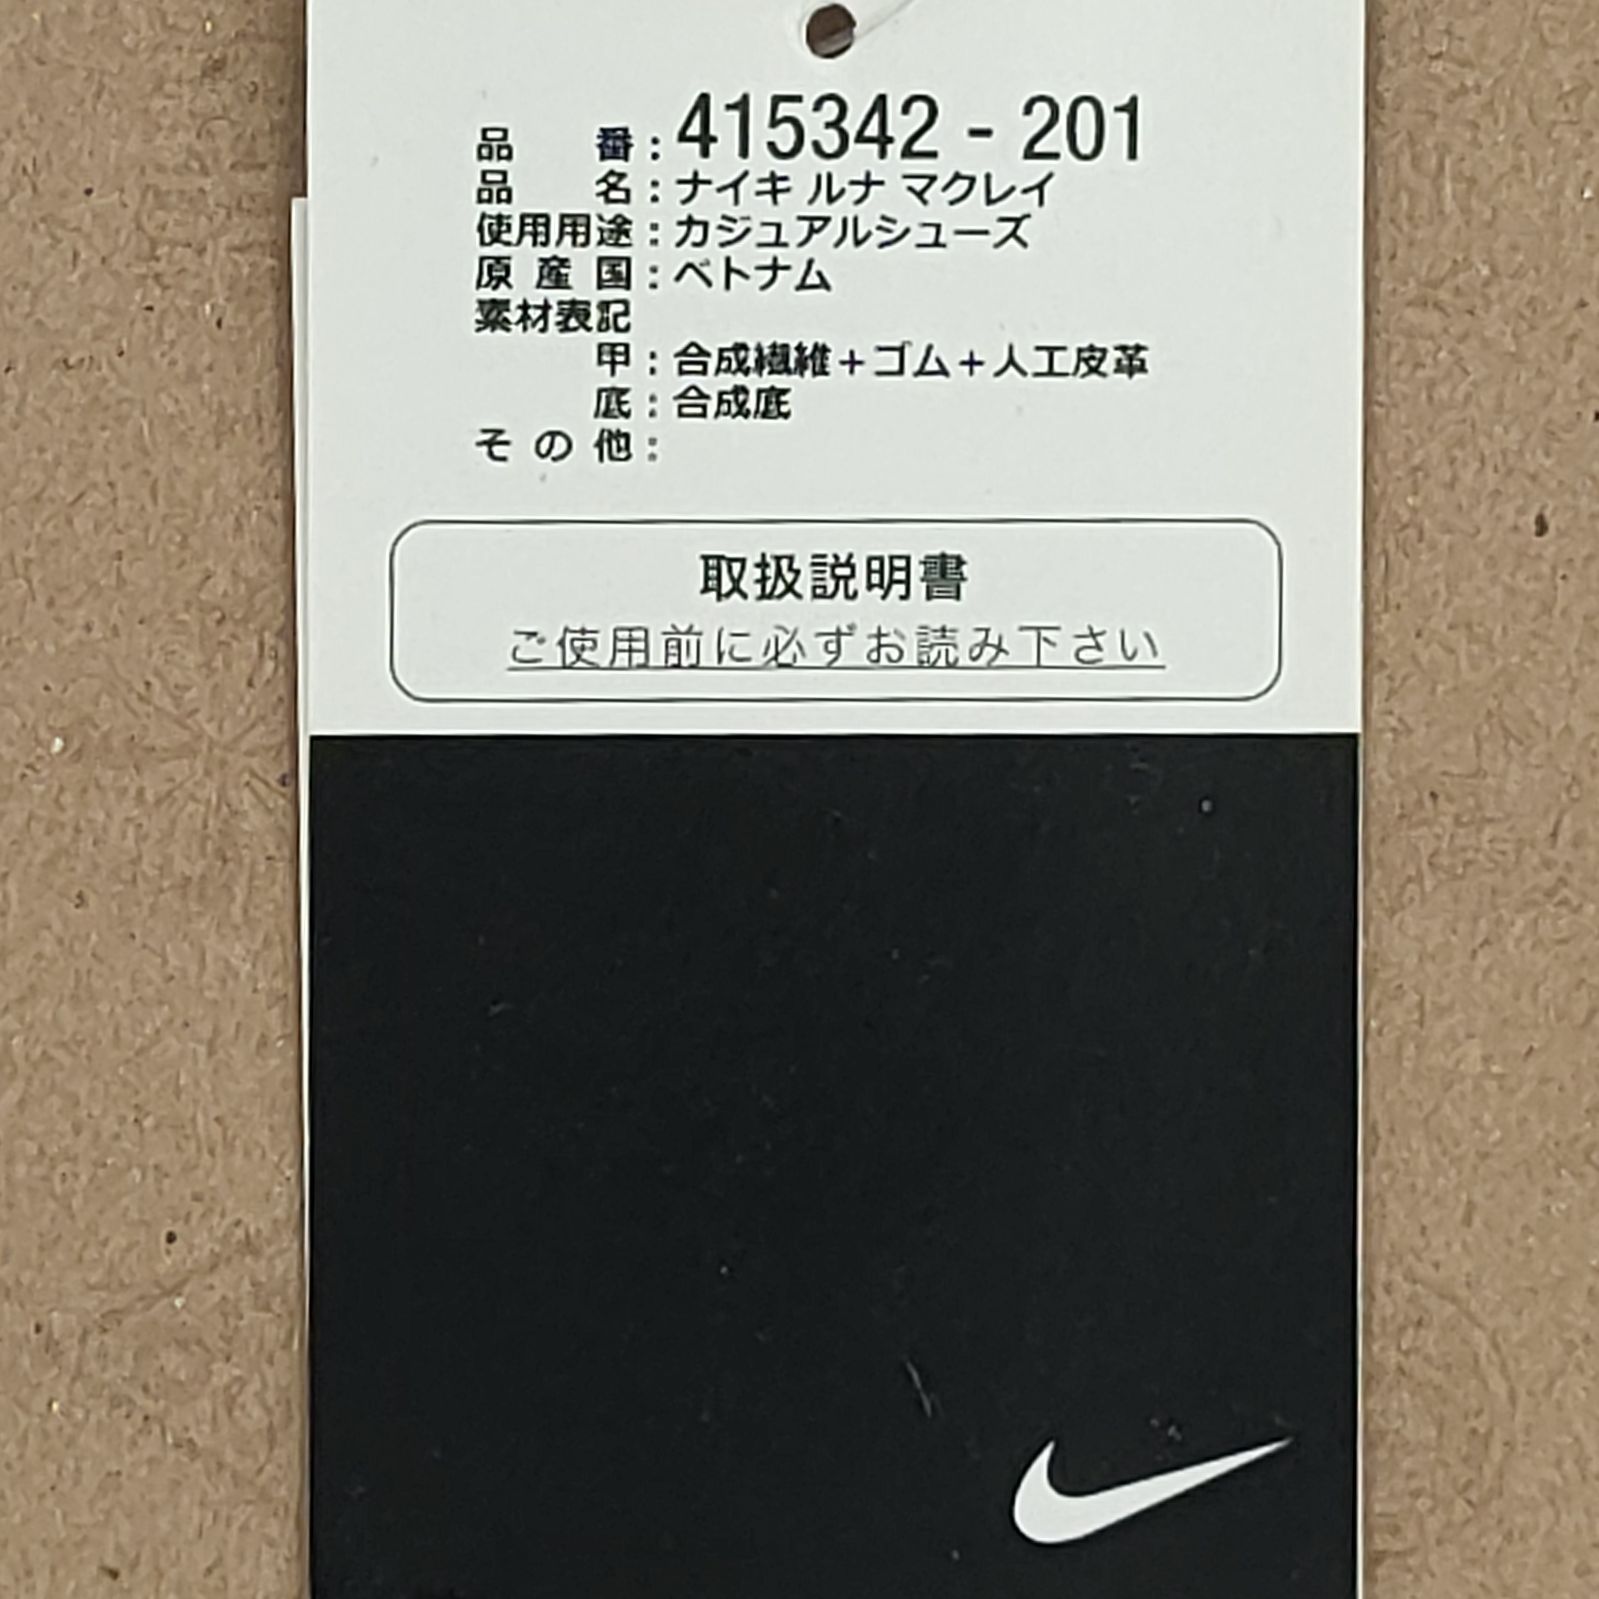 品番：415342 - 201
品名：ナイキ ルナ マクレイ
使用用途：カジュアルシューズ
原産国：ベトナム
素材表記
甲：合成繊維＋ゴム＋人工皮革
底：合成底
その他：
取扱説明書
ご使用前に必ずお読み下さい